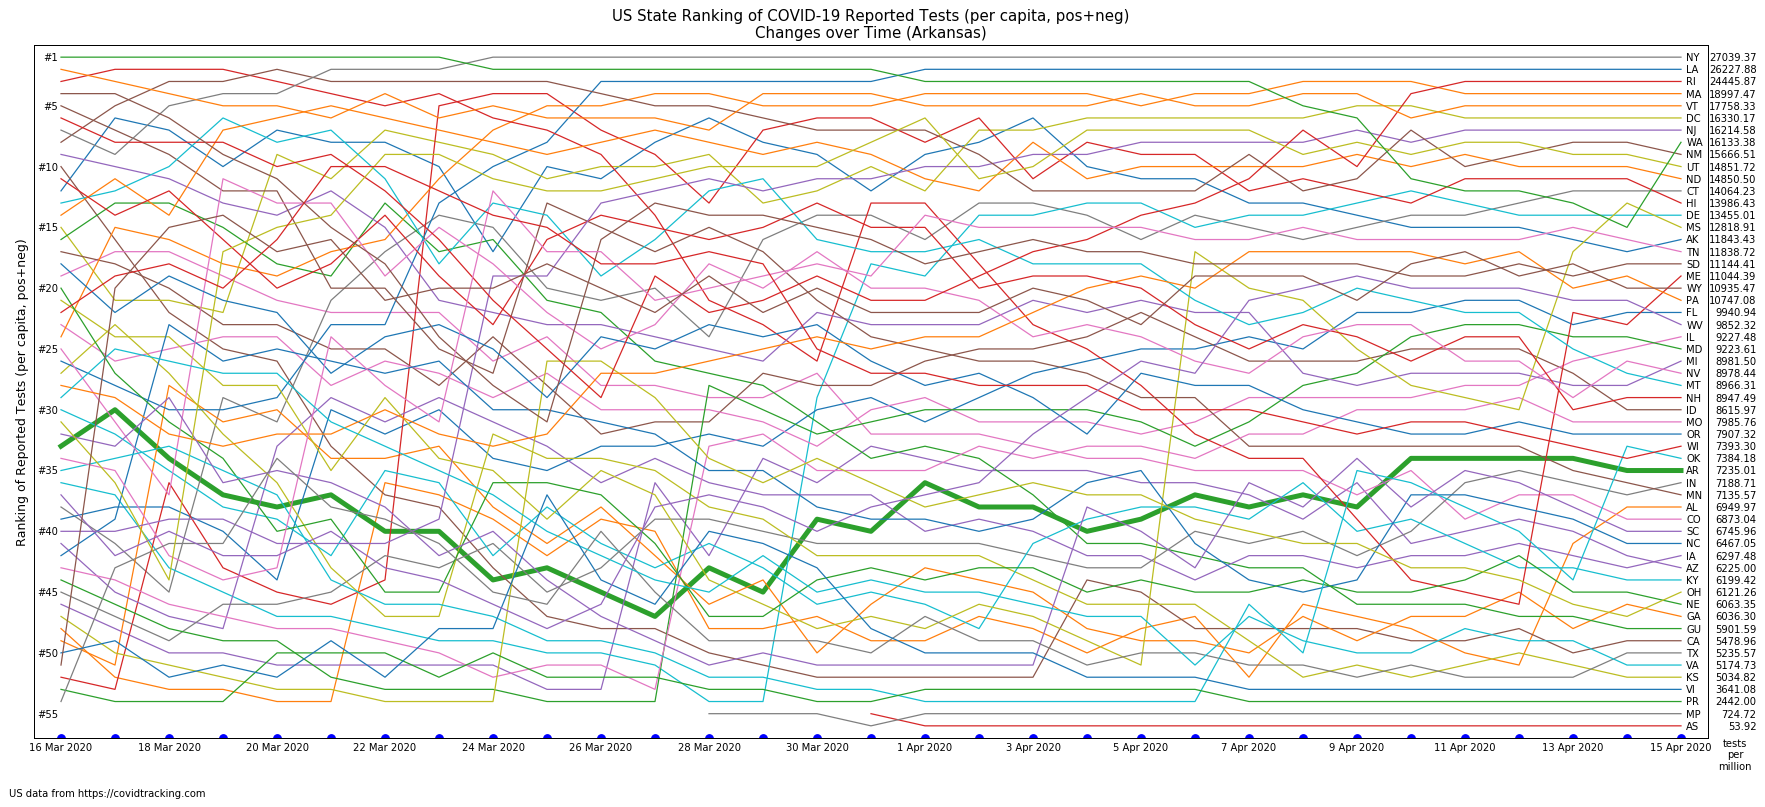 US State Ranking of COVID-19 Reported Tests (per capita, pos+neg)
Changes over Time (Arkansas)
Ranking of Reported Tests (per capita, pos+neg)
#1
#5
#10
#15
#20
#25
#30
#35
#40
#45
#50
#55
NY 27039.37
LA 26227.88
RI 24445.87
MA 18997.47
VT 17758.33
DC 16330.17
NJ 16214.58
WA 16133.38
NM 15666.51
UT 14851.72
ND 14850.50
CT 14064.23
HI 13986.43
DE 13455.01
MS 12818.91
AK 11843.43
TN 11838.72
SD 11144.41
ME 11044.39
WY 10935.47
PA 10747.08
FL 9940.94
WV 9852.32
IL 9227.48
MD 9223.61
MI 8981.50
NV 8978.44
MT 8966.31
NH 8947.49
ID 8615.97
MO 7985.76
OR 7907.32
WI 7393.30
OK 7384.18
AR 7235.01
IN 7188.71
MN 7135.57
AL 6949.97
CO 6873.04
SC 6745.96
NC 6467.05
IA 6297.48
AZ 6225.00
KY 6199.42
OH 6121.26
NE 6063.35
GA 6036.30
GU 5901.59
CA 5478.96
TX 5235.57
VA 5174.73
KS 5034.82
VI 3641.08
PR 2442.00
MP 724.72
AS 53.92
16 Mar 2020 18 Mar 2020 20 Mar 2020 22 Mar 2020 24 Mar 2020 26 Mar 2020 28 Mar 2020 30 Mar 2020 1 Apr 2020 3 Apr 2020 5 Apr 2020 7 Apr 2020 9 Apr 2020 11 Apr 2020 13 Apr 2020 15 Apr 2020
tests
per
million
US data from https://covidtracking.com